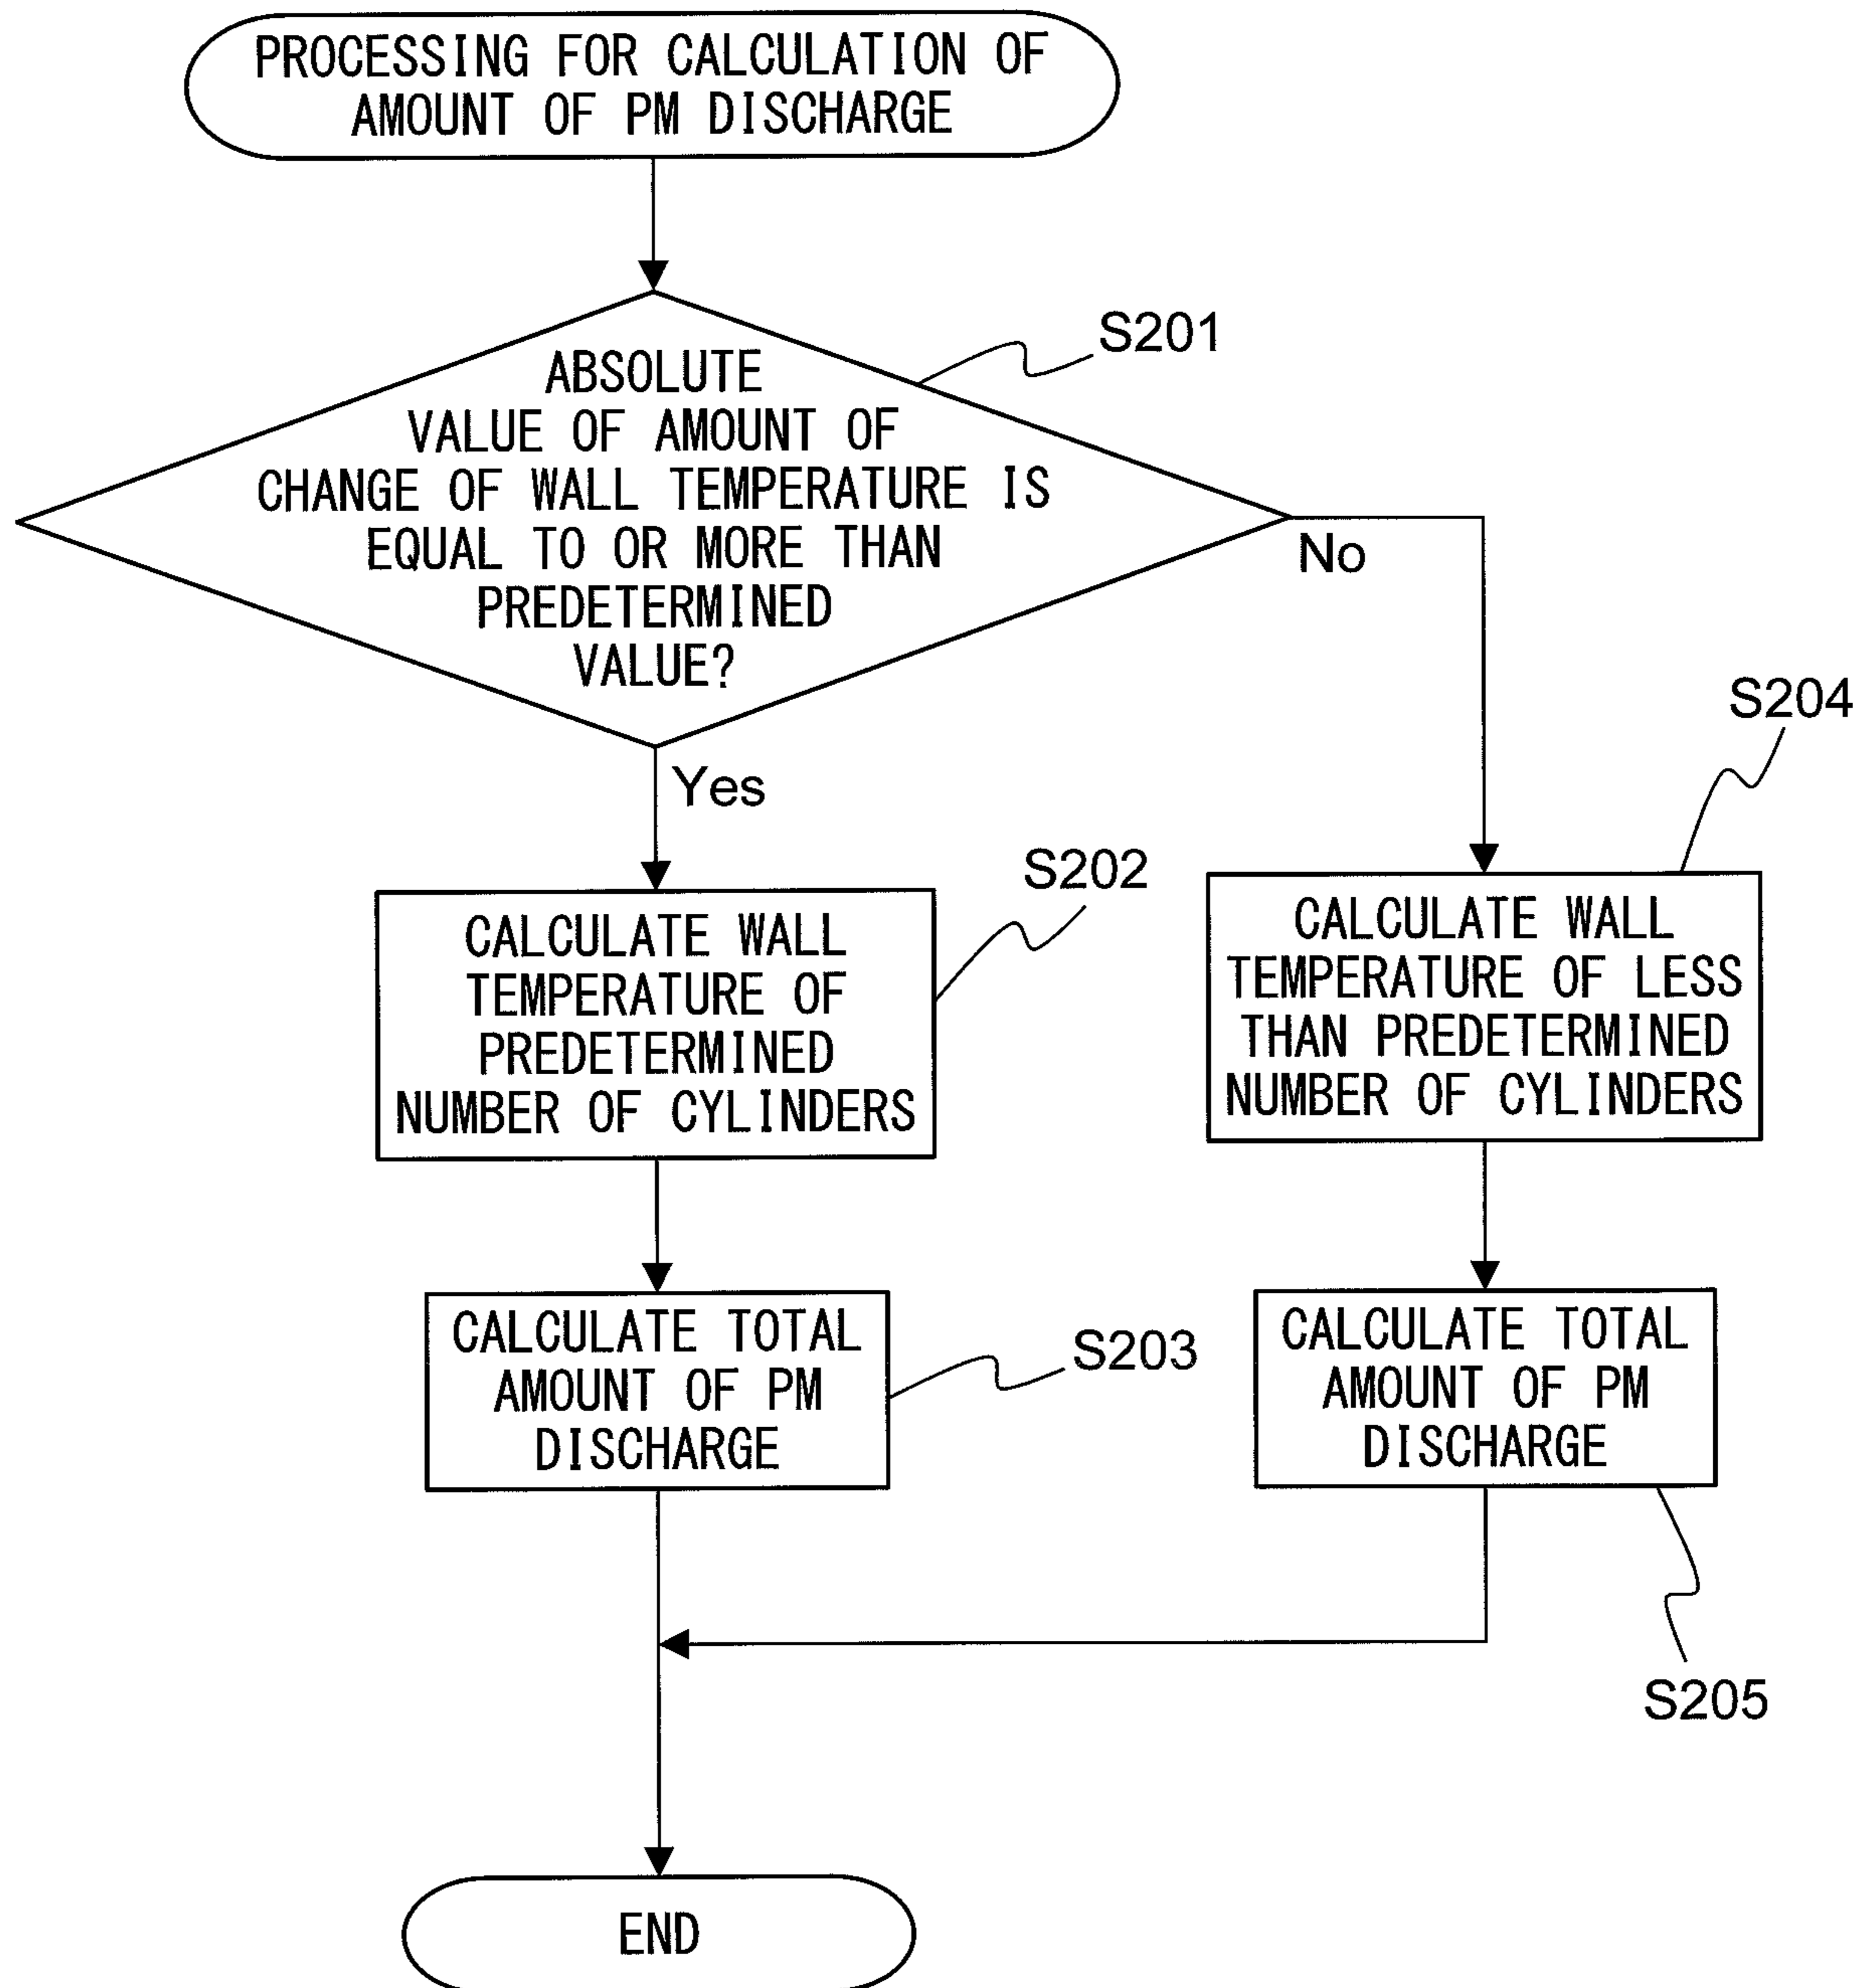 PROCESSING FOR CALCULATION OF
AMOUNT OF PM DISCHARGE
S201
ABSOLUTE
VALUE OF AMOUNT OF
CHANGE OF WALL TEMPERATURE IS
EQUAL TO OR MORE THAN
PREDETERMINED
VALUE?
No
Yes
S202
CALCULATE WALL
TEMPERATURE OF
PREDETERMINED
NUMBER OF CYLINDERS
S204
CALCULATE WALL
TEMPERATURE OF LESS
THAN PREDETERMINED
NUMBER OF CYLINDERS
CALCULATE TOTAL
AMOUNT OF PM
DISCHARGE
S203
CALCULATE TOTAL
AMOUNT OF PM
DISCHARGE
S205
END